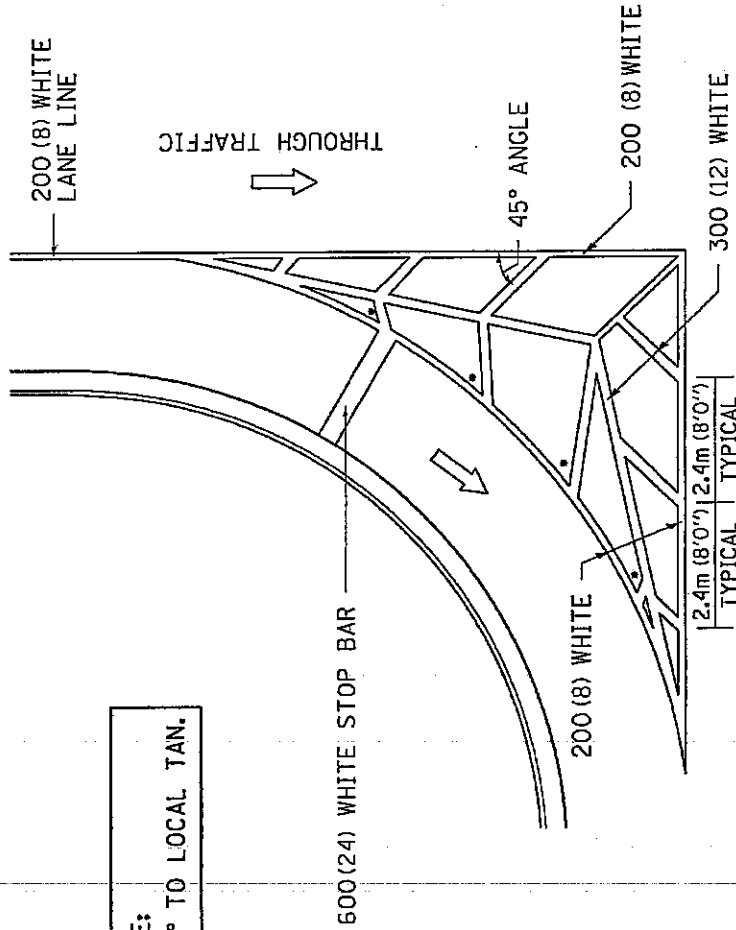 200 (8) WHITE
LANE LINE
THROUGH TRAFFIC
45° ANGLE
200 (8) WHITE
300 (12) WHITE
2.4m (8'0") 2.4m (8'0")
TYPICAL TYPICAL
200 (8) WHITE
600 (24) WHITE STOP BAR
E:
° TO LOCAL TAN.